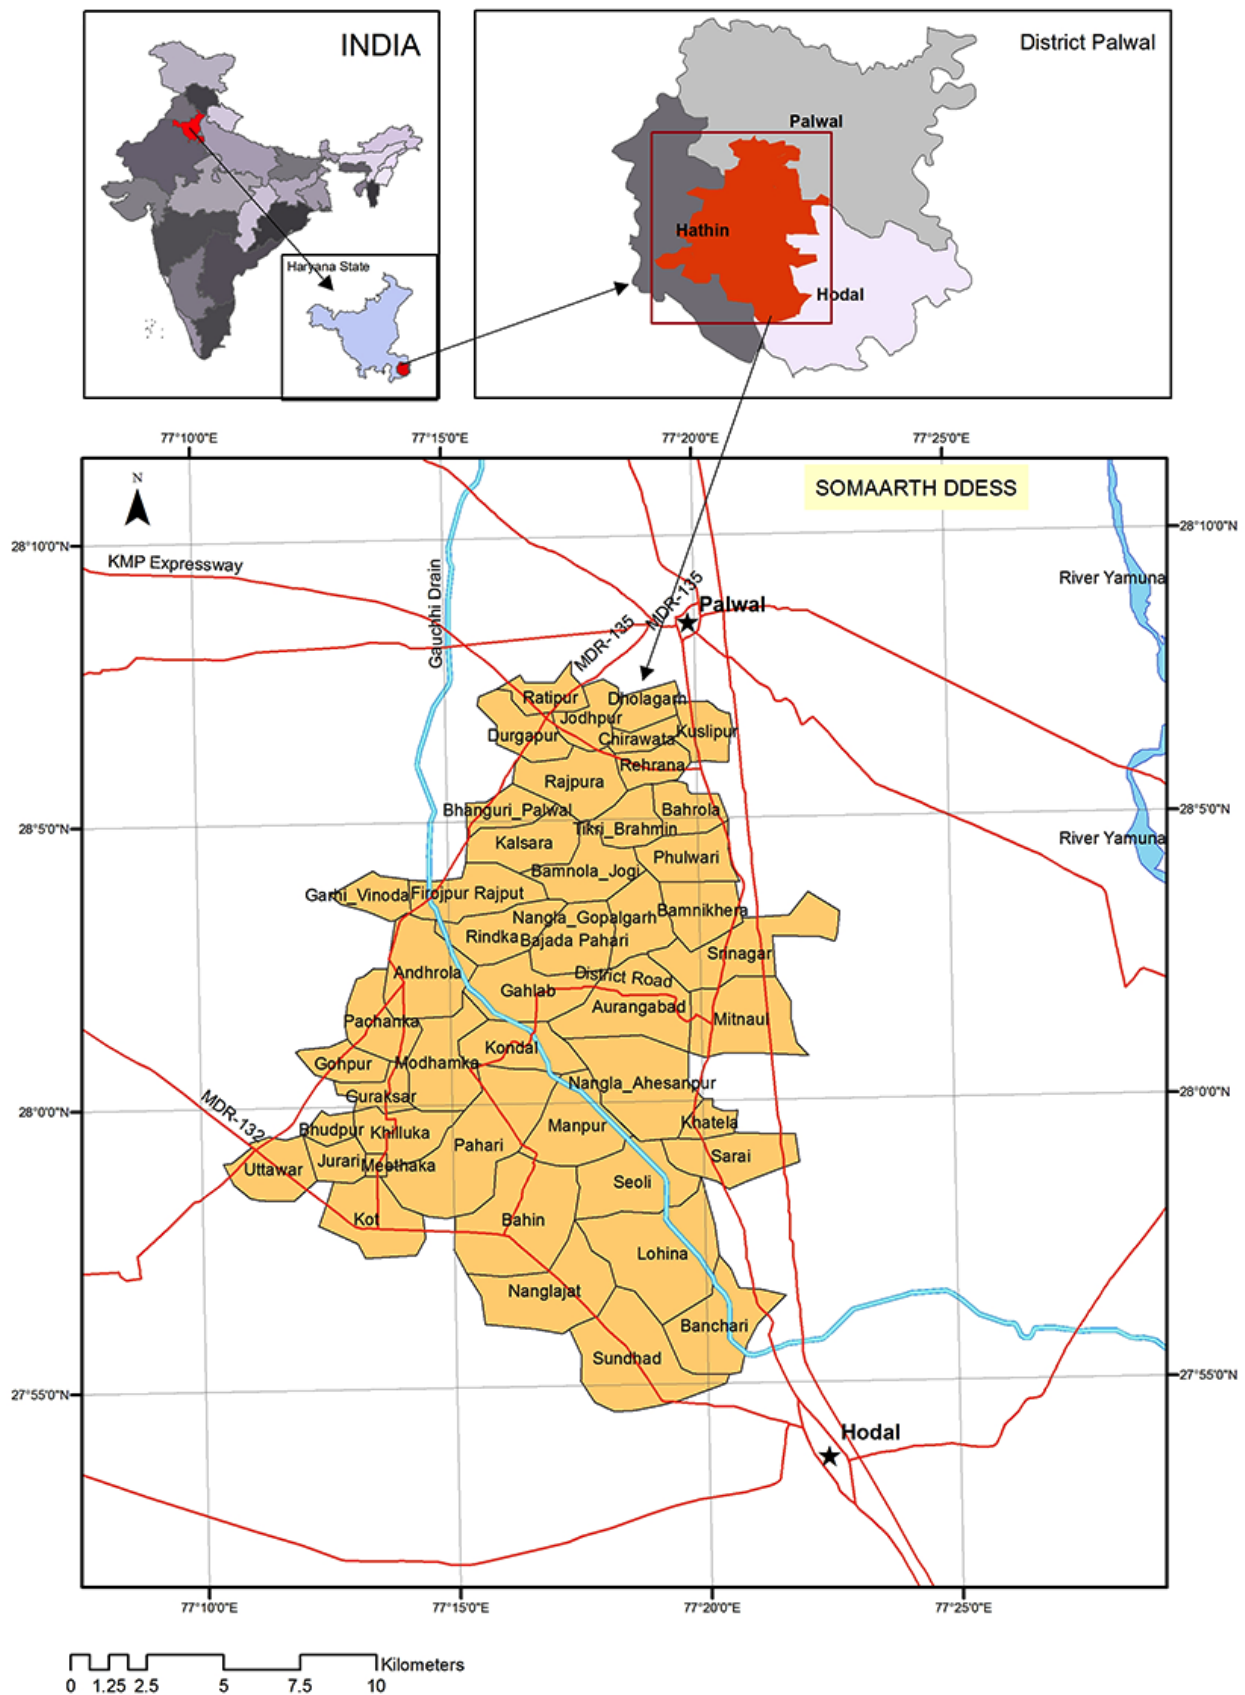 INDIA
Haryana State
District Palwal
Palwal
Hathin
Hodal
77°10'0"E
77°15'0"E
77°20'0"E
77°25'0"E
SOMAARTH DDESS
N
28°10'0"N
28°10'0"N
KMP Expressway
Gauchhi Drain
River Yamuna
MDR-135
MDR-135
Palwal
Ratipur
Dholagarh
Jodhpur
Durgapur
Chirawata
Kuslipur
Rehrana
Rajpura
Bhanguri_Palwal
Bahrola
28°5'0"N
28°5'0"N
Tikri_Brahmin
River Yamuna
Kalsara
Phulwari
Bamnola_Jogi
Garhi_Vinoda
Firojpur Rajput
Nangla_Gopalgarh
Bamnikhera
Rindka
Bajada Pahari
Srinagar
Andhrola
District Road
Gahlab
Aurangabad
Pachanka
Mitnaul
Kondal
Gohpur
Modhamka
Nangla_Ahesanpur
Guraksar
28°0'0"N
28°0'0"N
MDR-132
Bhudpur
Khilluka
Manpur
Khatela
Pahari
Sarai
Uttawar
Jurari
Meethaka
Seoli
Kot
Bahin
Lohina
Nanglajat
Banchari
Sundhad
27°55'0"N
27°55'0"N
Hodal
77°10'0"E
77°15'0"E
77°20'0"E
77°25'0"E
Kilometers
0 1.25 2.5 5 7.5 10